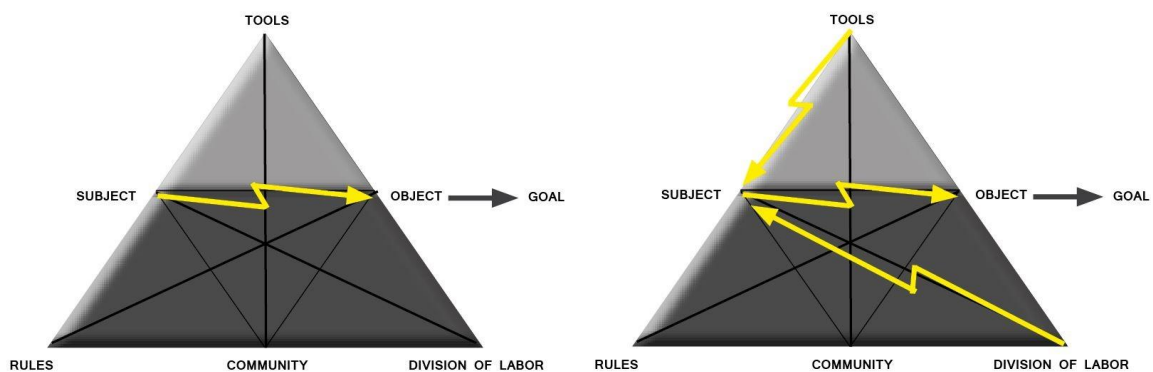 TOOLS
SUBJECT OBJECT GOAL
RULES COMMUNITY DIVISION OF LABOR
TOOLS
SUBJECT OBJECT GOAL
RULES COMMUNITY DIVISION OF LABOR